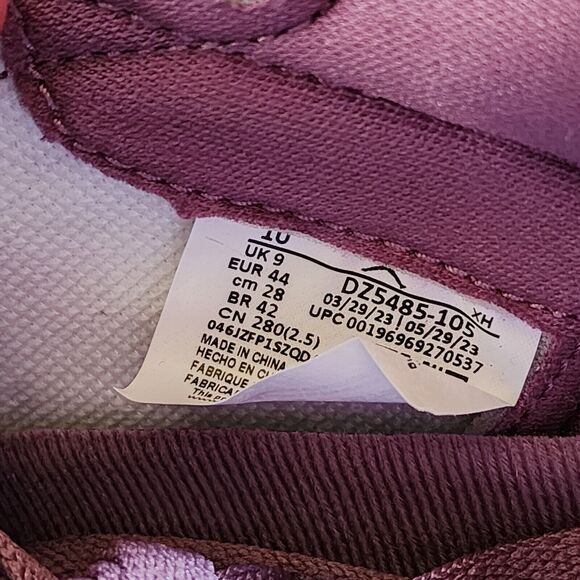 10
UK 9
EUR 44
cm 28
BR 42
CN 280(2.5)
046JZFP1SZQD
MADE IN CHINA
HECHO EN
FABRIQUE
DZ5485-105 XH
03/29/23 | 05/29/23
UPC 00196969270537